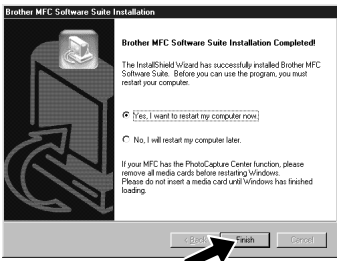 Brother MFC Software Suite Installation
Brother MFC Software Suite Installation Completed!
The InstallShield Wizard has successfully installed Brother MFC
Software Suite. Before you can use the program, you must
restart your computer.
Yes, I want to restart my computer now.
No, I will restart my computer later.
If your MFC has the PhotoCapture Center function, please
remove all media cards before restarting Windows.
Please do not insert a media card until Windows has finished
loading.
< Back Finish Cancel